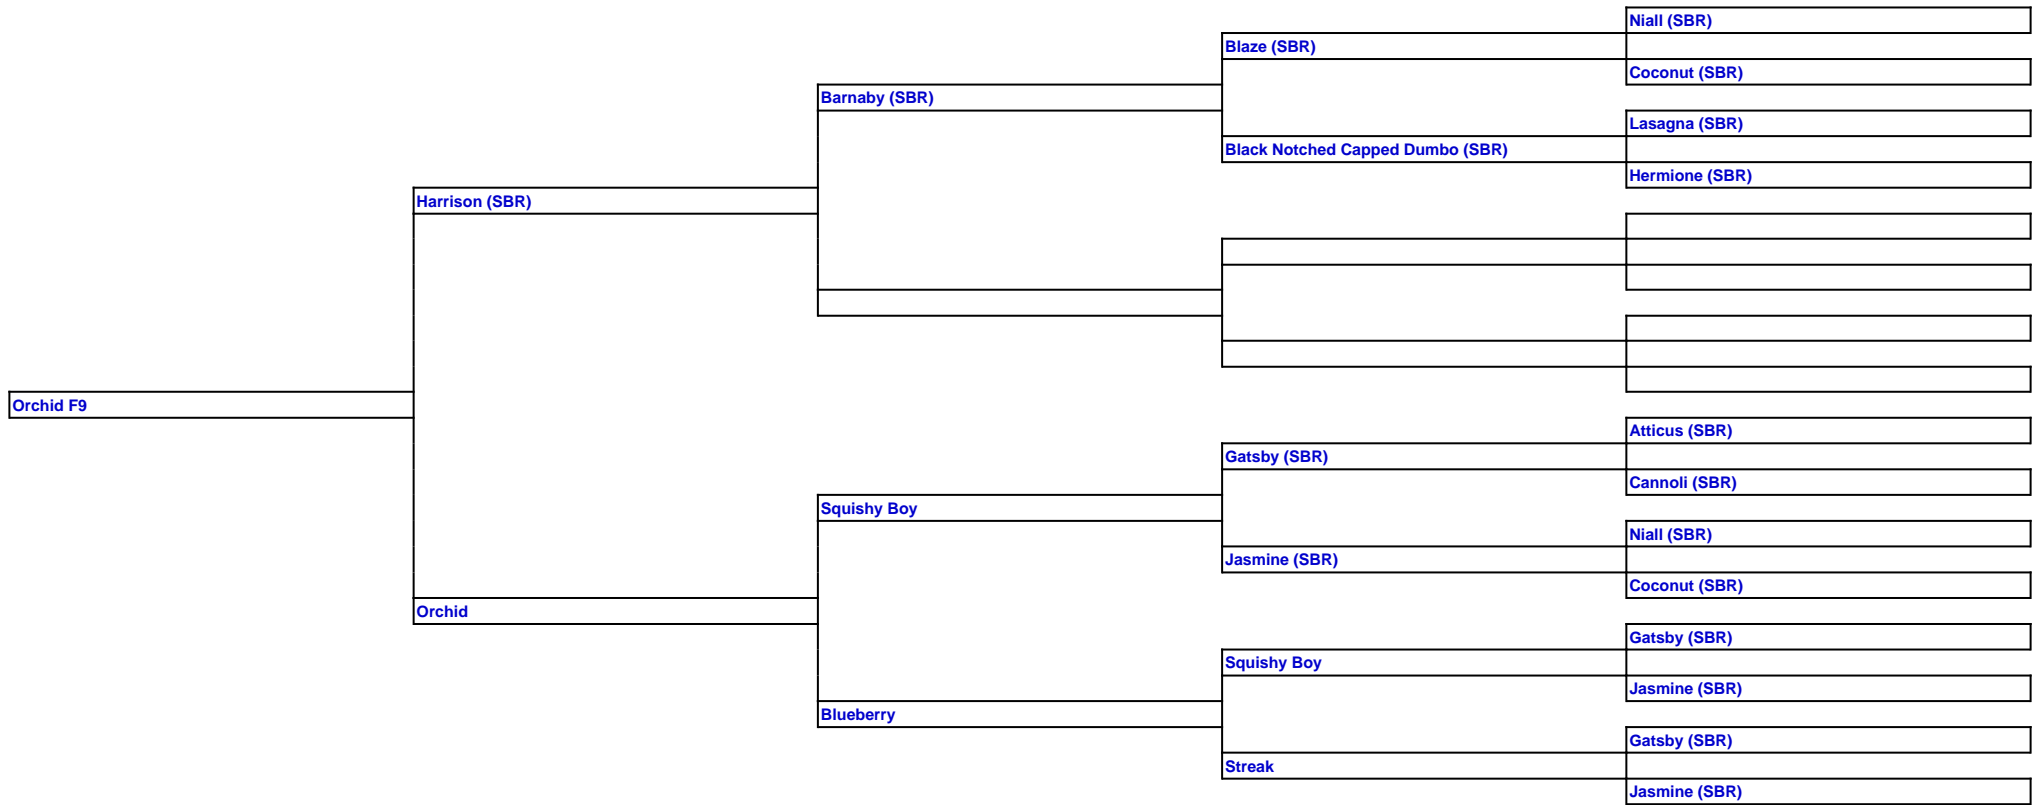 Niall (SBR)
Blaze (SBR)
Coconut (SBR)
Barnaby (SBR)
Lasagna (SBR)
Black Notched Capped Dumbo (SBR)
Hermione (SBR)
Harrison (SBR)
Orchid F9
Atticus (SBR)
Gatsby (SBR)
Cannoli (SBR)
Squishy Boy
Niall (SBR)
Jasmine (SBR)
Coconut (SBR)
Orchid
Gatsby (SBR)
Squishy Boy
Jasmine (SBR)
Blueberry
Gatsby (SBR)
Streak
Jasmine (SBR)